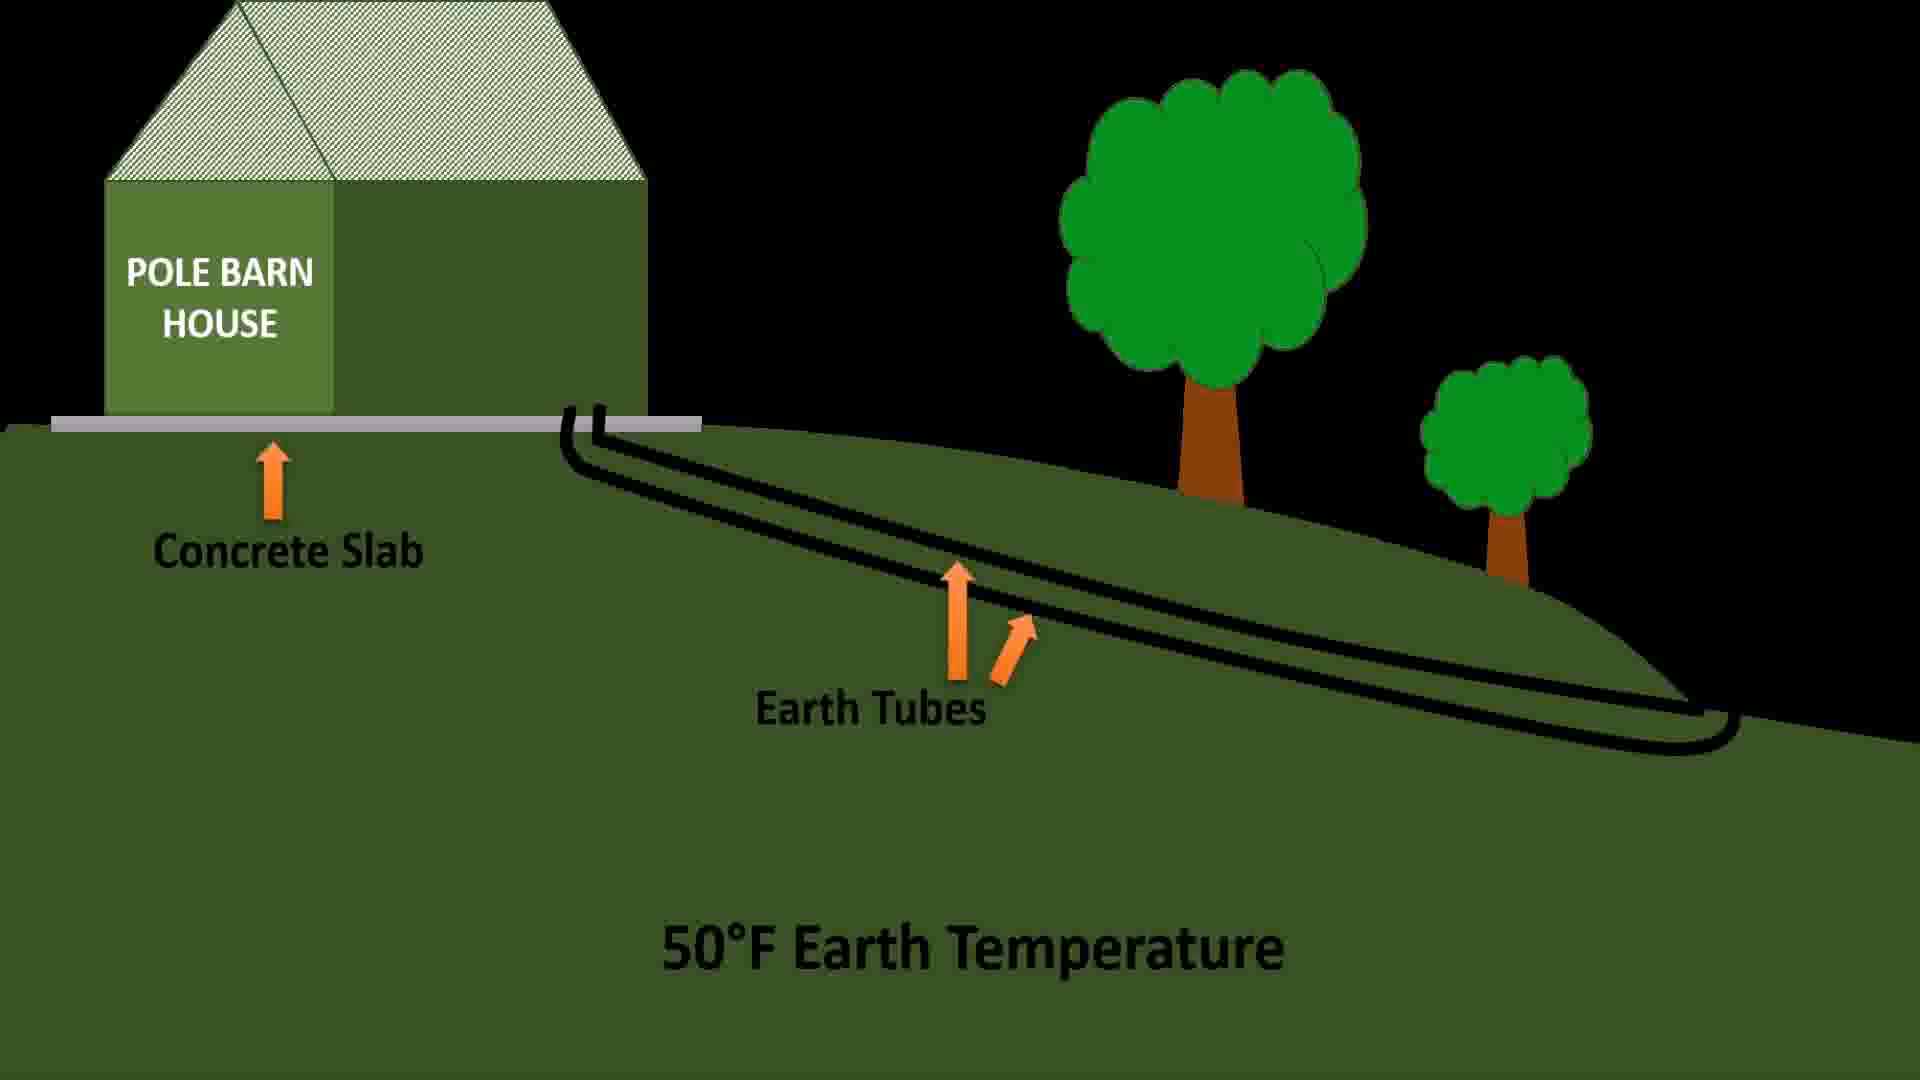 POLE BARN
HOUSE
Concrete Slab
Earth Tubes
50°F Earth Temperature